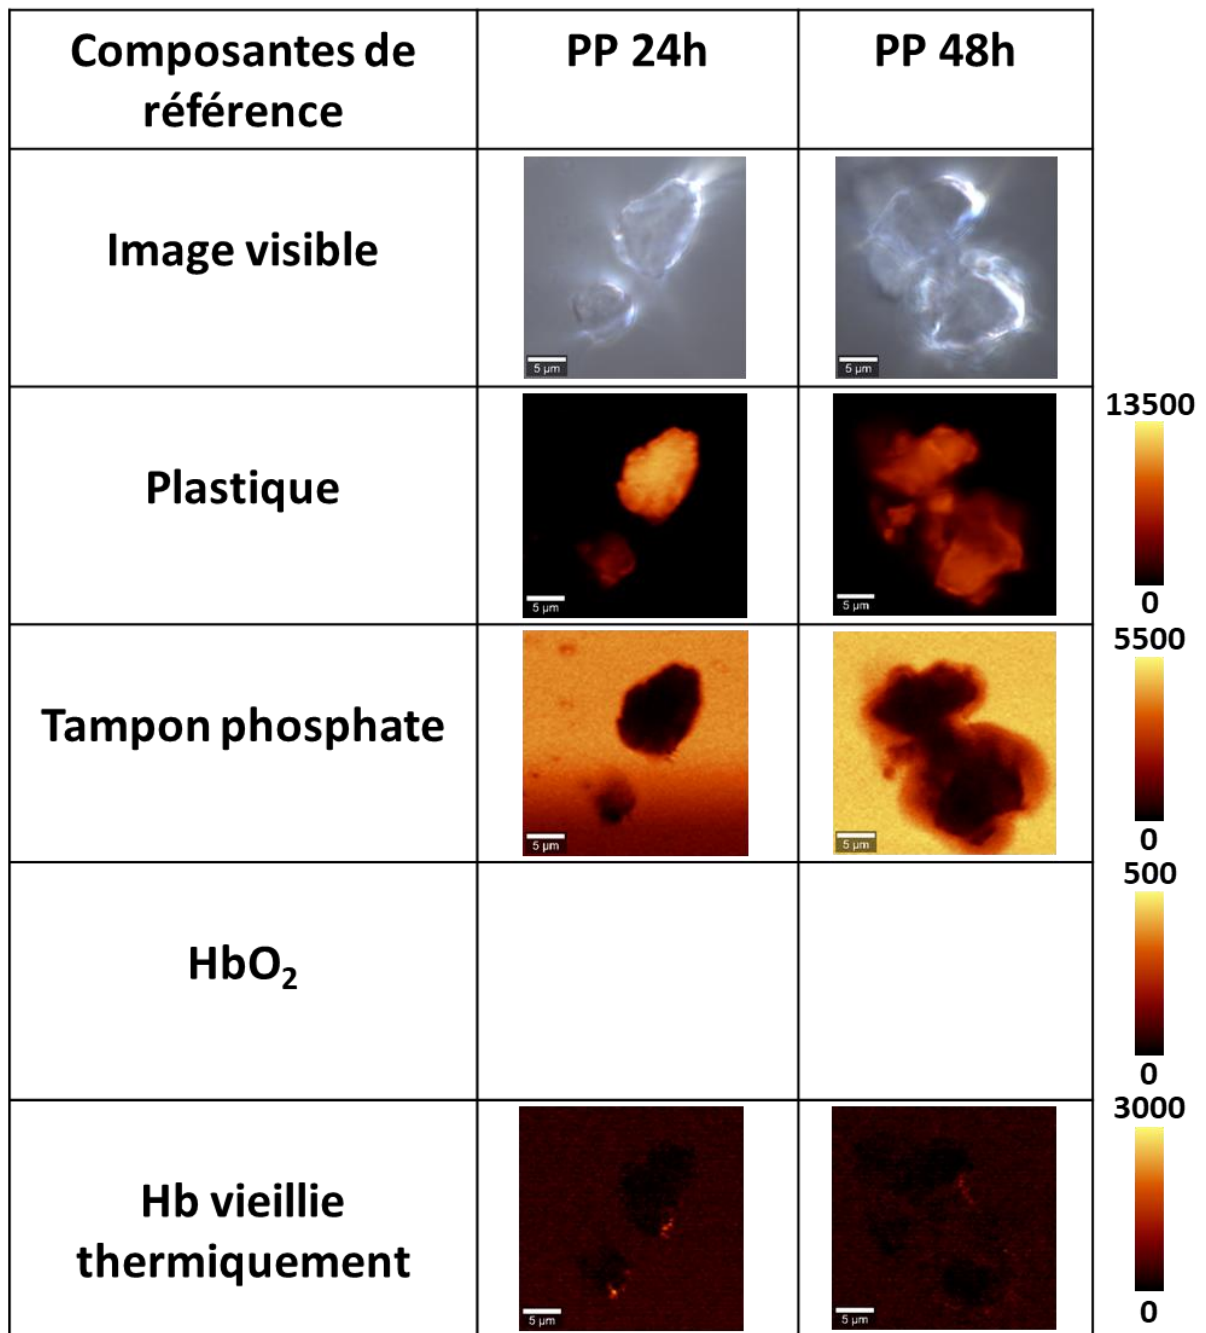 Composantes de
référence
PP 24h
PP 48h
Image visible
5 µm
5 µm
Plastique
5 µm
5 µm
13500
0
Tampon phosphate
5 µm
5 µm
5500
0
HbO₂
500
0
Hb vieillie
thermiquement
5 µm
5 µm
3000
0